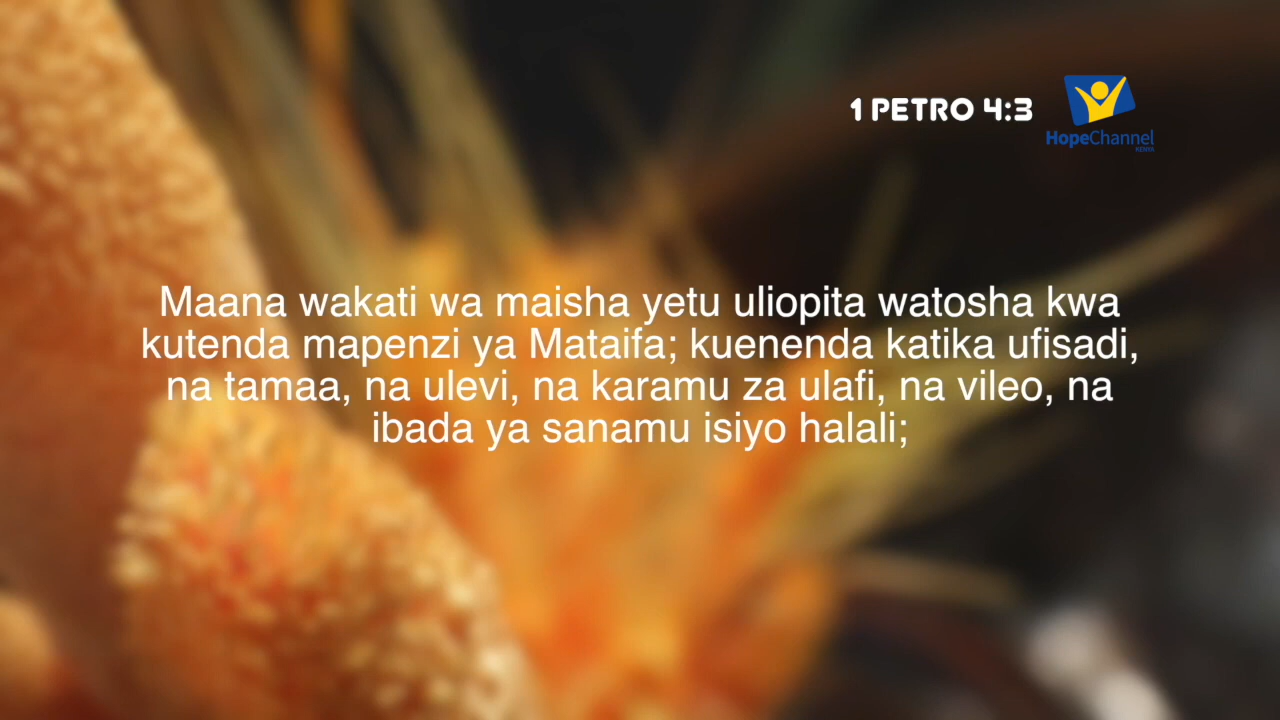 1 PETRO 4:3
HopeChannel
KENYA
Maana wakati wa maisha yetu uliopita watosha kwa
kutenda mapenzi ya Mataifa; kuenenda katika ufisadi,
na tamaa, na ulevi, na karamu za ulafi, na vileo, na
ibada ya sanamu isiyo halali;